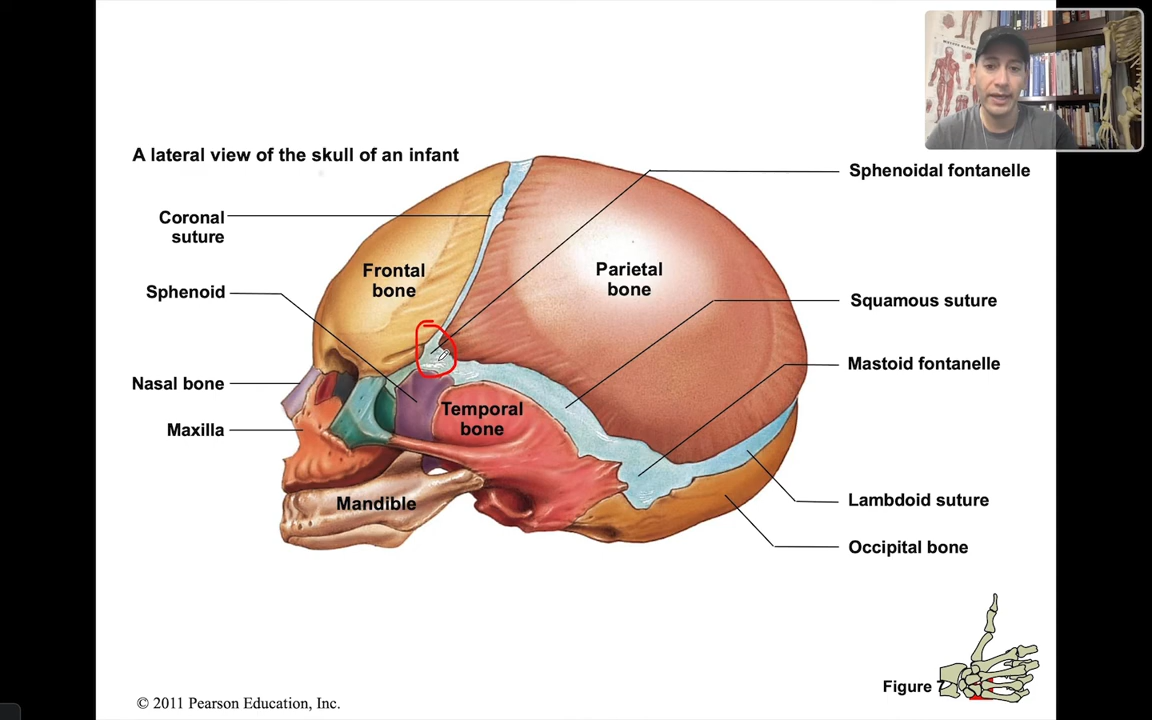 A lateral view of the skull of an infant
Sphenoidal fontanelle
Coronal
suture
Frontal
bone
Parietal
bone
Sphenoid
Squamous suture
Mastoid fontanelle
Nasal bone
Temporal
bone
Maxilla
Mandible
Lambdoid suture
Occipital bone
Figure 7
© 2011 Pearson Education, Inc.